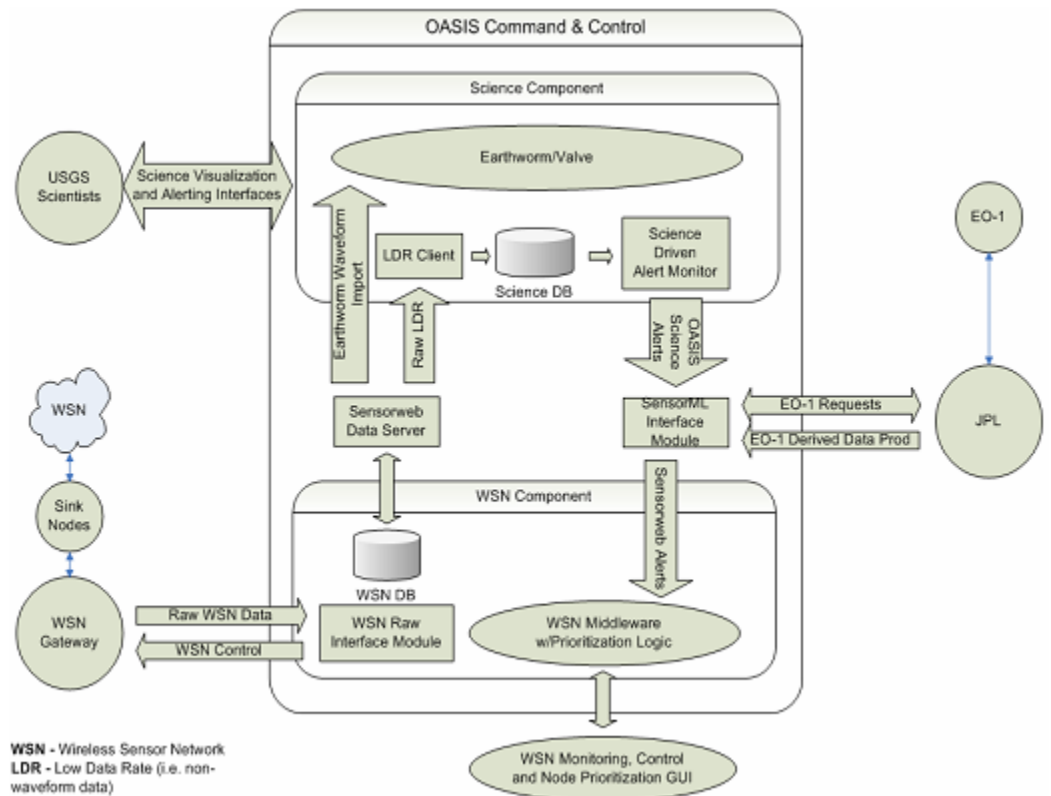 OASIS Command & Control
Science Component
Earthworm/Valve
USGS
Scientists
Science Visualization
and Alerting Interfaces
EO-1
Earthworm Waveform
Import
LDR Client
Science DB
Science
Driven
Alert Monitor
Raw LDR
OASIS
Science
Alerts
WSN
Sensorweb
Data Server
SensorML
Interface
Module
EO-1 Requests
EO-1 Derived Data Prod
JPL
Sink
Nodes
WSN Component
Sensorweb Alerts
WSN DB
WSN
Gateway
Raw WSN Data
WSN Control
WSN Raw
Interface Module
WSN Middleware
w/Prioritization Logic
WSN - Wireless Sensor Network
LDR - Low Data Rate (i.e. non-
waveform data)
WSN Monitoring, Control
and Node Prioritization GUI